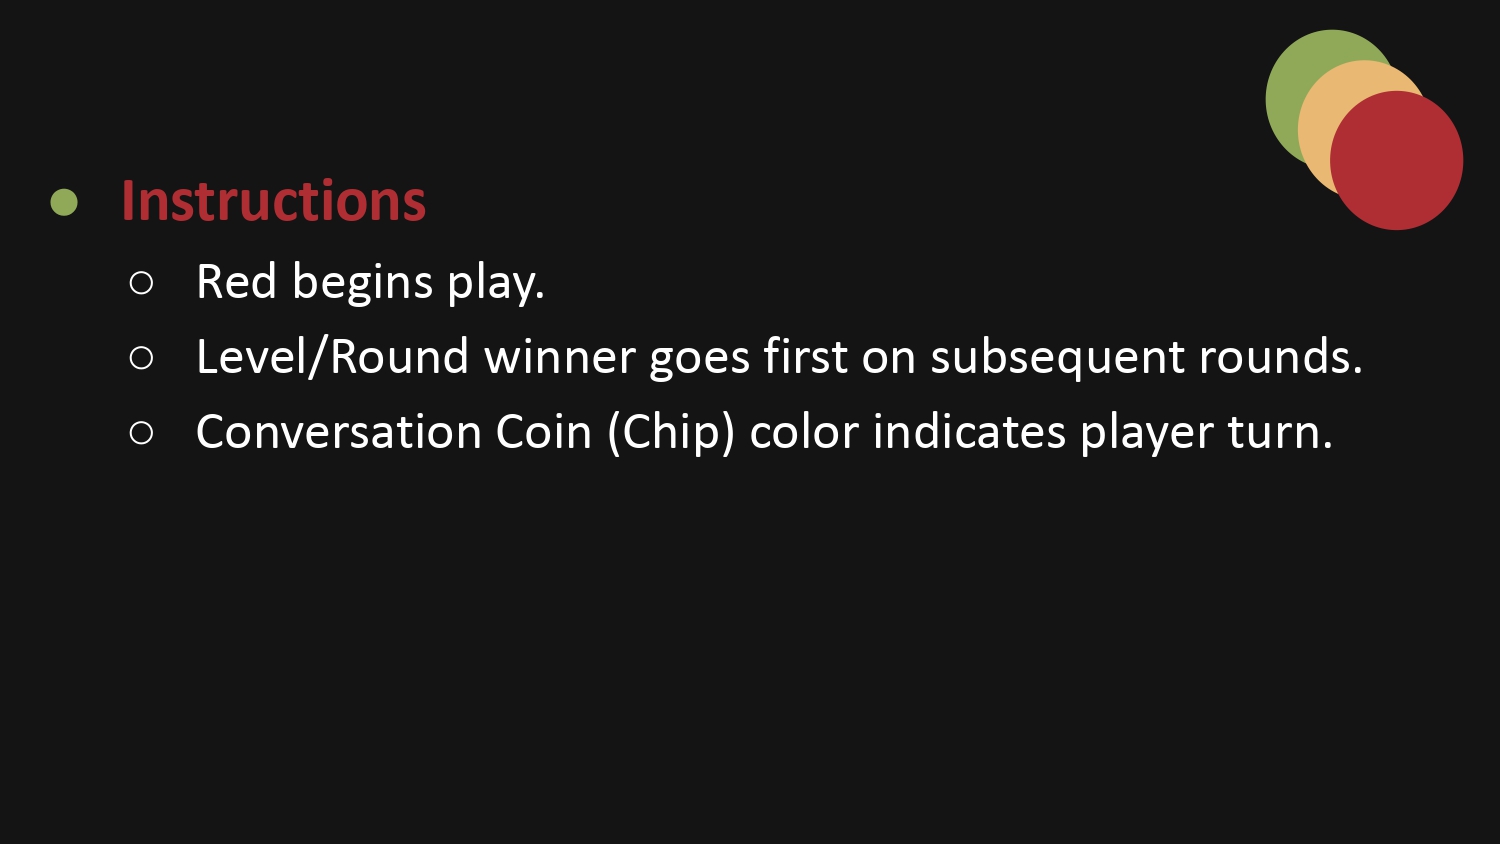 ● Instructions
○ Red begins play.
○ Level/Round winner goes first on subsequent rounds.
○ Conversation Coin (Chip) color indicates player turn.